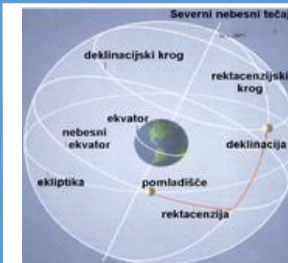 Severni nebesni tečaj
deklinacijski krog
rektacenzijski
krog
ekvator
nebesni
ekvator
deklinacija
ekliptika
pomladišče
rektacenzija